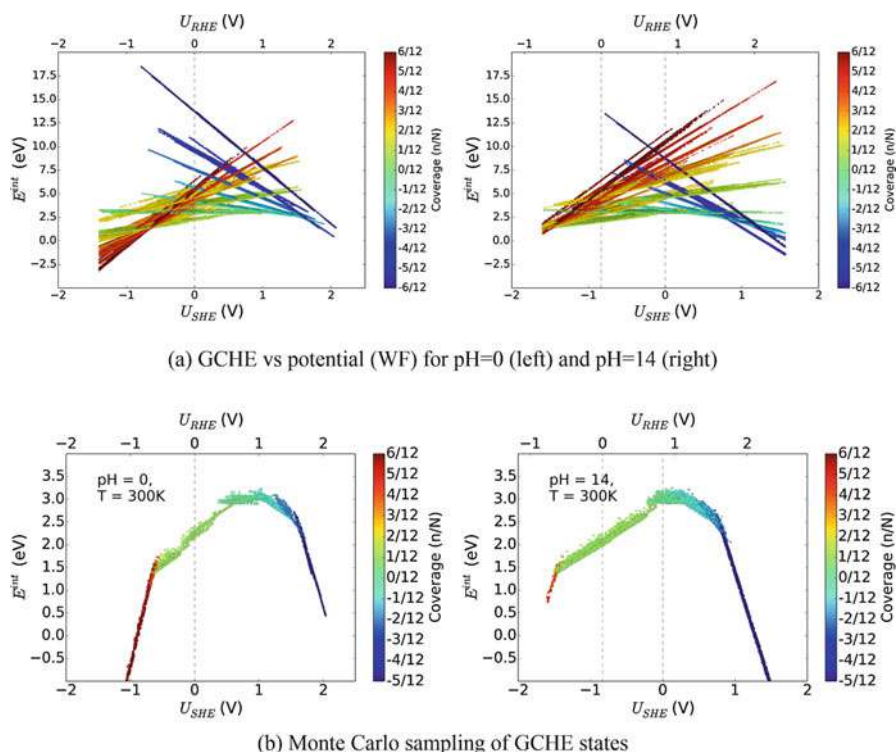 U_RHE (V)
−2 −1 0 1 2
17.5
15.0
12.5
10.0
7.5
5.0
2.5
0.0
−2.5
E^int (eV)
−2 −1 0 1 2
U_SHE (V)
6/12
5/12
4/12
3/12
2/12
1/12
0/12
-1/12
-2/12
-3/12
-4/12
-5/12
-6/12
Coverage (n/N)
U_RHE (V)
−1 0 1 2
17.5
15.0
12.5
10.0
7.5
5.0
2.5
0.0
−2.5
E^int (eV)
−2 −1 0 1 2
U_SHE (V)
6/12
5/12
4/12
3/12
2/12
1/12
0/12
-1/12
-2/12
-3/12
-4/12
-5/12
-6/12
Coverage (n/N)
(a) GCHE vs potential (WF) for pH=0 (left) and pH=14 (right)
U_RHE (V)
−2 −1 0 1 2
pH = 0,
T = 300K
3.5
3.0
2.5
2.0
1.5
1.0
0.5
0.0
−0.5
E^int (eV)
−2 −1 0 1 2
U_SHE (V)
6/12
5/12
4/12
3/12
2/12
1/12
0/12
-1/12
-2/12
-3/12
-4/12
-5/12
Coverage (n/N)
U_RHE (V)
−1 0 1 2
pH = 14,
T = 300K
3.5
3.0
2.5
2.0
1.5
1.0
0.5
0.0
−0.5
E^int (eV)
−2 −1 0 1 2
U_SHE (V)
6/12
5/12
4/12
3/12
2/12
1/12
0/12
-1/12
-2/12
-3/12
-4/12
-5/12
Coverage (n/N)
(b) Monte Carlo sampling of GCHE states